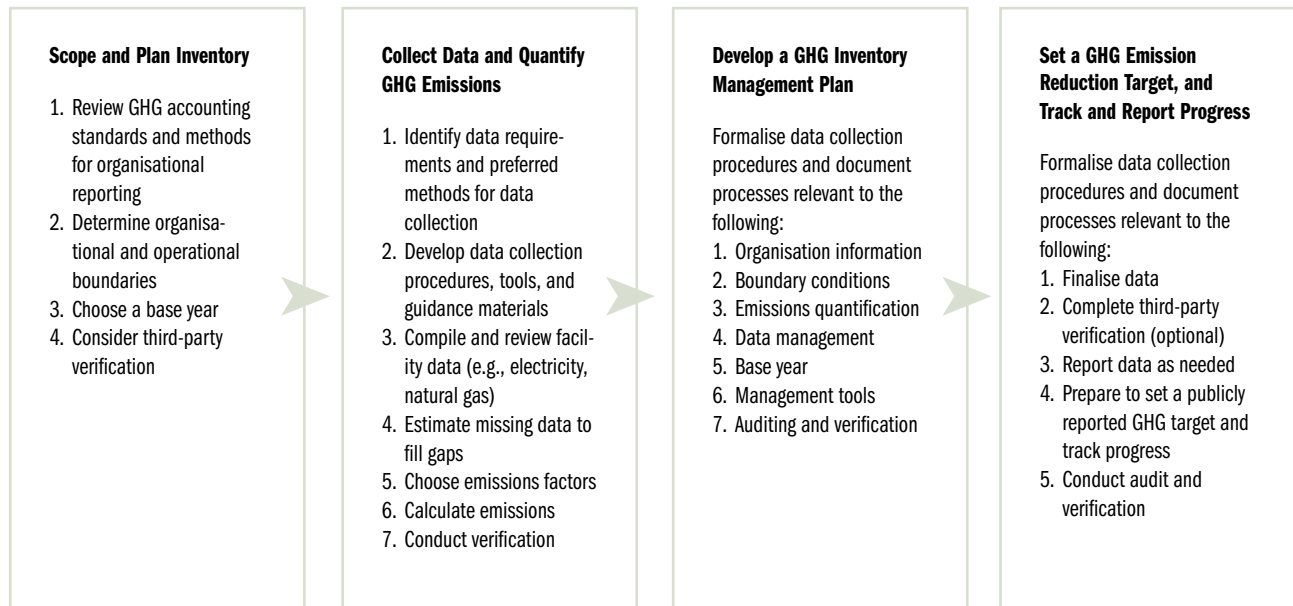 Scope and Plan Inventory
1. Review GHG accounting
standards and methods
for organisational
reporting
2. Determine organisa-
tional and operational
boundaries
3. Choose a base year
4. Consider third-party
verification
Collect Data and Quantify
GHG Emissions
1. Identify data require-
ments and preferred
methods for data
collection
2. Develop data collection
procedures, tools, and
guidance materials
3. Compile and review facil-
ity data (e.g., electricity,
natural gas)
4. Estimate missing data to
fill gaps
5. Choose emissions factors
6. Calculate emissions
7. Conduct verification
Develop a GHG Inventory
Management Plan
Formalise data collection
procedures and document
processes relevant to the
following:
1. Organisation information
2. Boundary conditions
3. Emissions quantification
4. Data management
5. Base year
6. Management tools
7. Auditing and verification
Set a GHG Emission
Reduction Target, and
Track and Report Progress
Formalise data collection
procedures and document
processes relevant to the
following:
1. Finalise data
2. Complete third-party
verification (optional)
3. Report data as needed
4. Prepare to set a publicly
reported GHG target and
track progress
5. Conduct audit and
verification